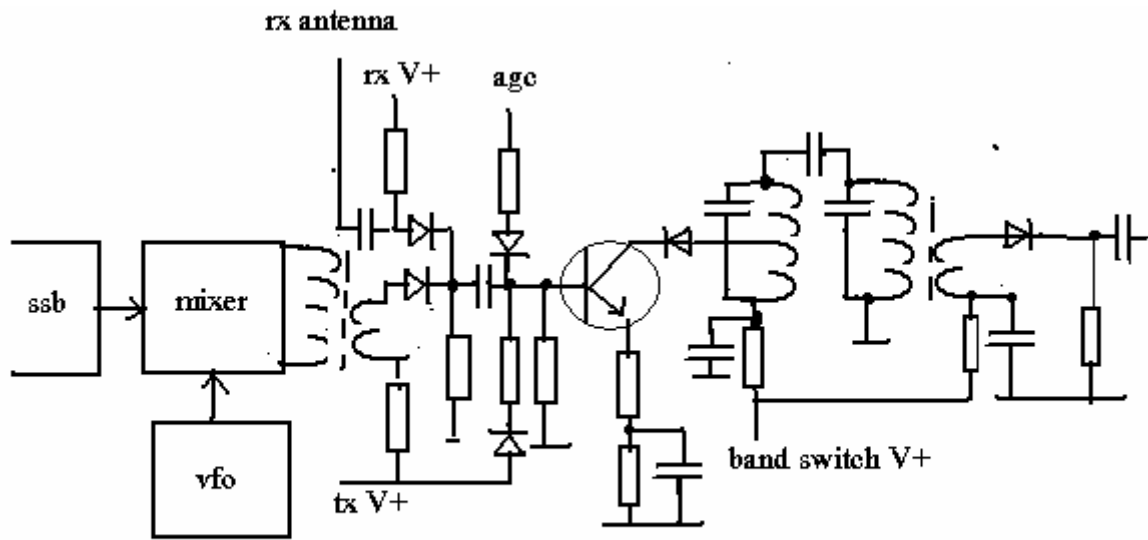 rx antenna
rx V+
agc
ssb
mixer
vfo
tx V+
band switch V+